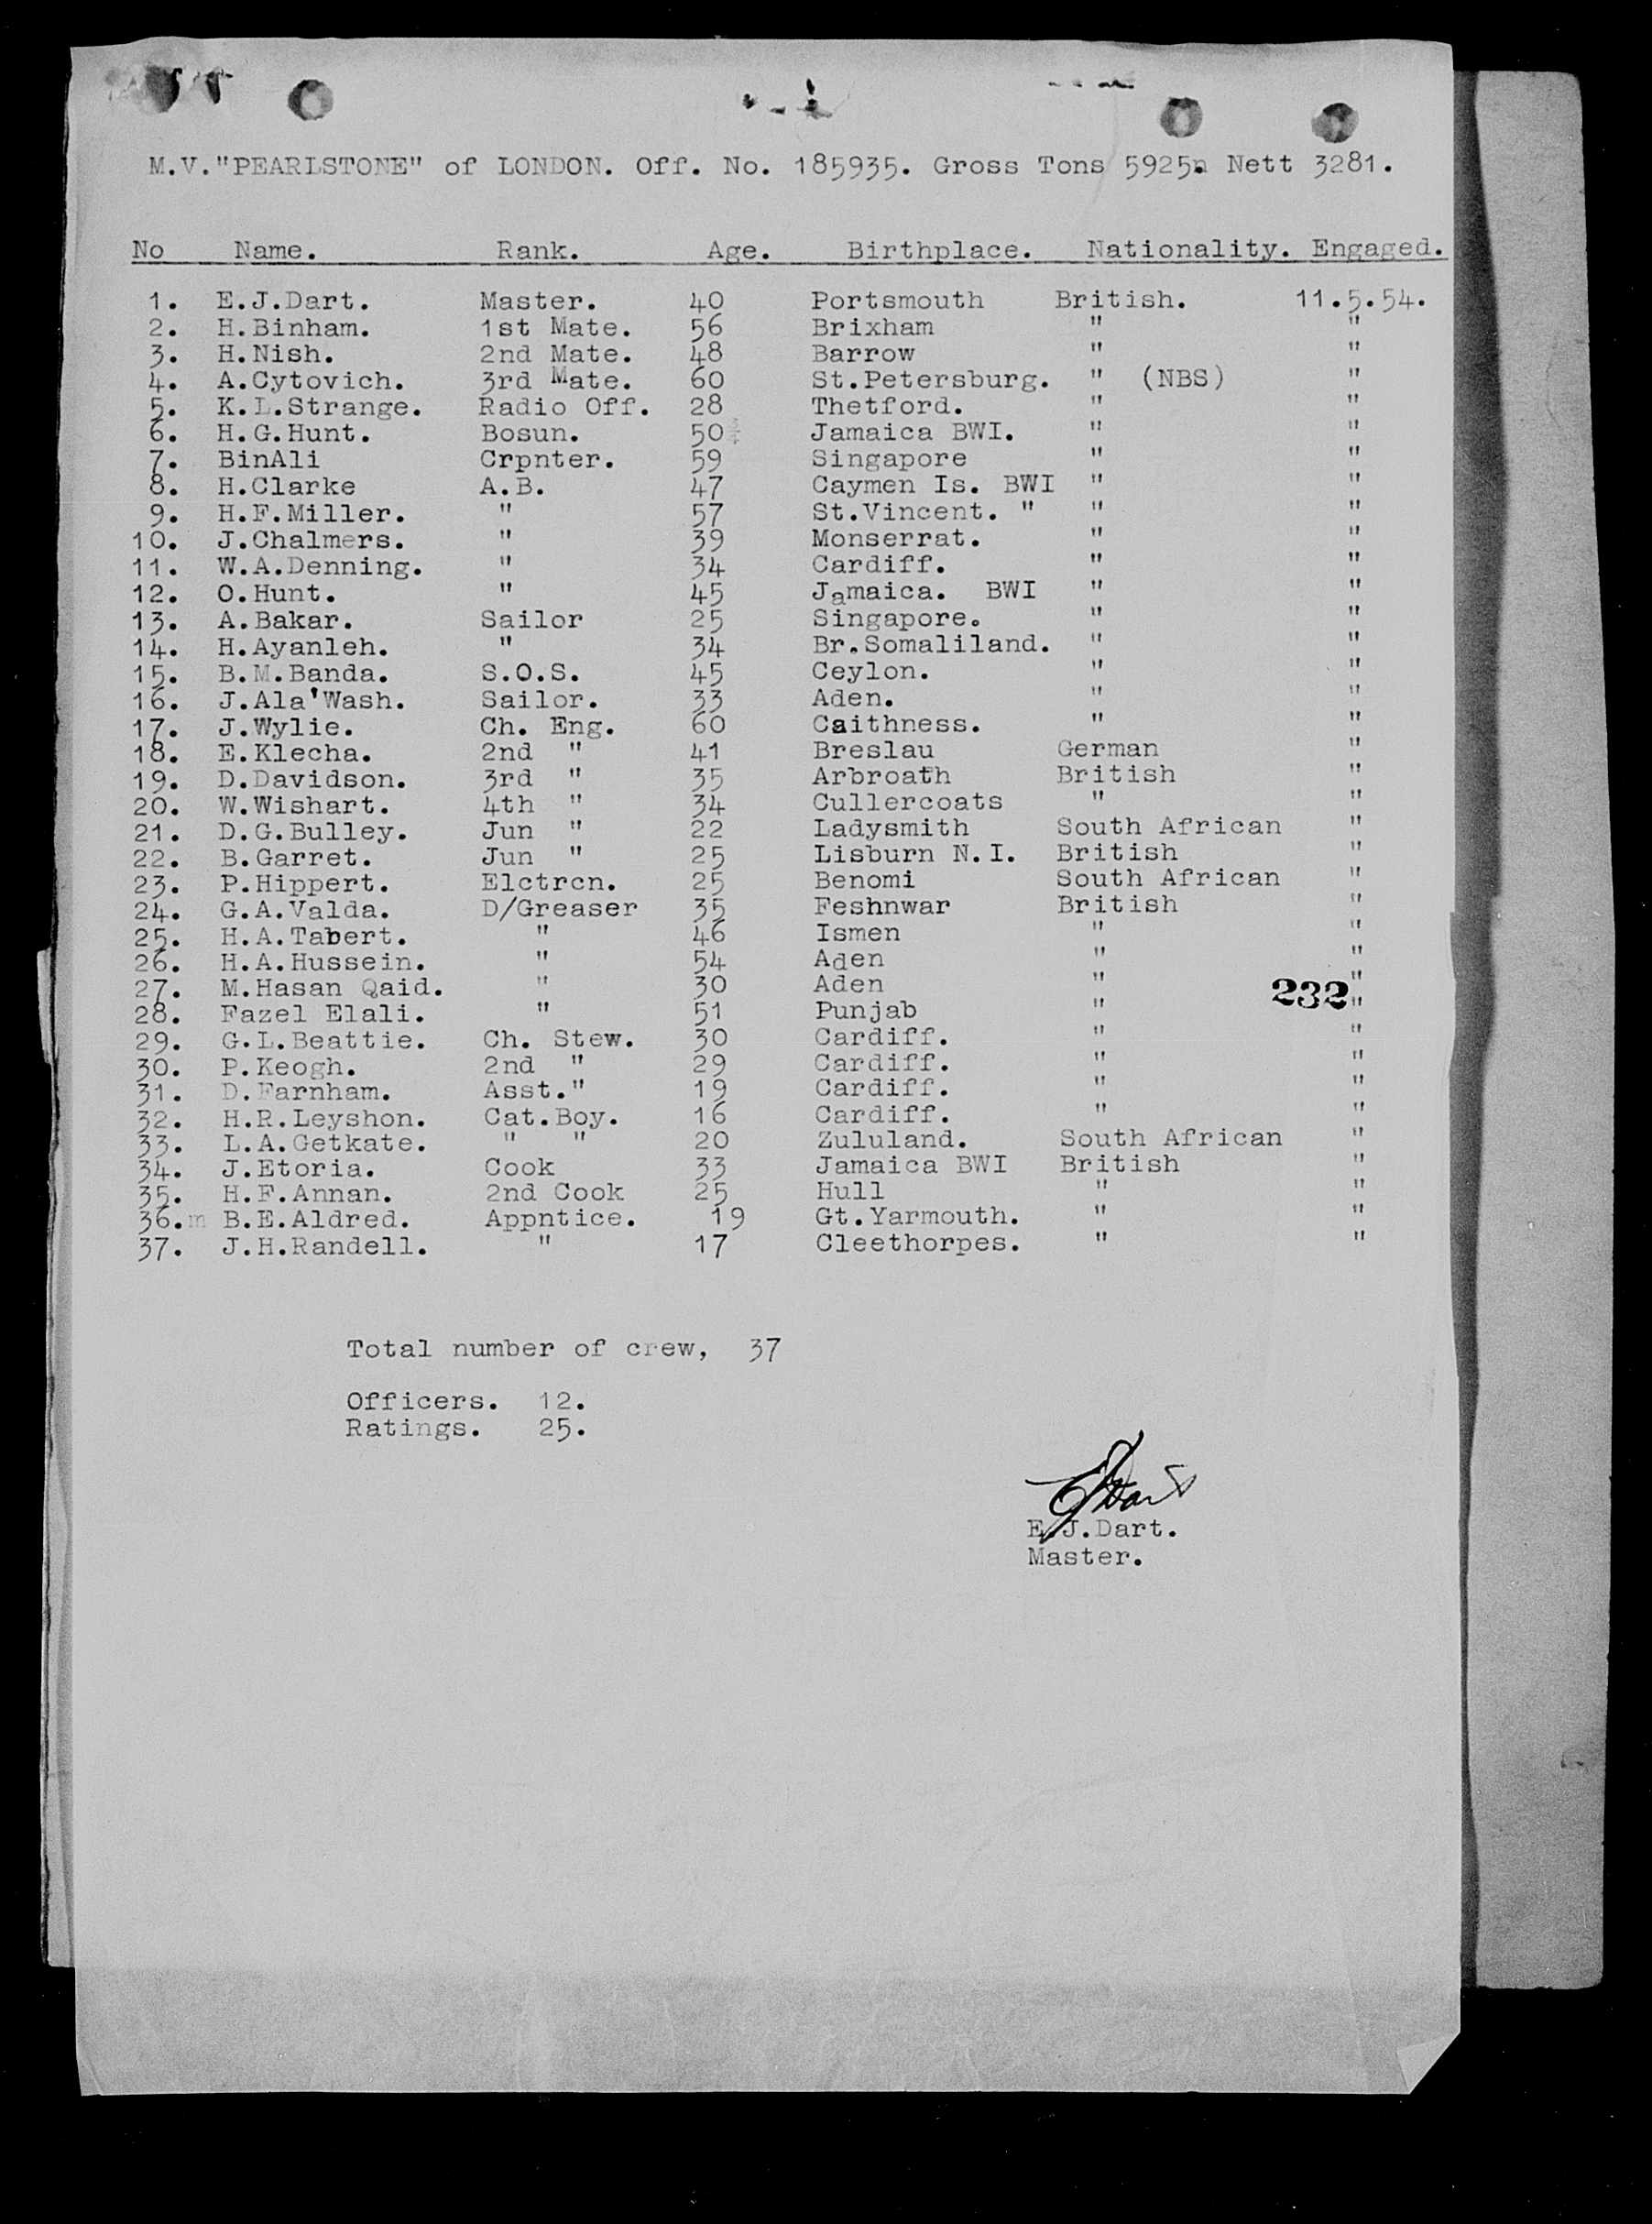 M.V."PEARLSTONE" of LONDON. Off. No. 185935. Gross Tons 5925. Nett 3281.
No Name. Rank. Age. Birthplace. Nationality. Engaged.
1. E.J.Dart. Master. 40 Portsmouth British. 11.5.54.
2. H.Binham. 1st Mate. 56 Brixham " "
3. H.Nish. 2nd Mate. 48 Barrow " "
4. A.Cytovich. 3rd Mate. 60 St.Petersburg. " (NBS) "
5. K.L.Strange. Radio Off. 28 Thetford. " "
6. H.G.Hunt. Bosun. 50 Jamaica BWI. " "
7. BinAli Crpnter. 59 Singapore " "
8. H.Clarke A.B. 47 Caymen Is. BWI " "
9. H.F.Miller. " 57 St.Vincent. " " "
10. J.Chalmers. " 39 Monserrat. " "
11. W.A.Denning. " 34 Cardiff. " "
12. O.Hunt. " 45 Jamaica. BWI " "
13. A.Bakar. Sailor 25 Singapore. " "
14. H.Ayanleh. " 34 Br.Somaliland. " "
15. B.M.Banda. S.O.S. 45 Ceylon. " "
16. J.Ala'Wash. Sailor. 33 Aden. " "
17. J.Wylie. Ch. Eng. 60 Caithness. " "
18. E.Klecha. 2nd " 41 Breslau German "
19. D.Davidson. 3rd " 35 Arbroath British "
20. W.Wishart. 4th " 34 Cullercoats " "
21. D.G.Bulley. Jun " 22 Ladysmith South African "
22. B.Garret. Jun " 25 Lisburn N.I. British "
23. P.Hippert. Elctrcn. 25 Benomi South African "
24. G.A.Valda. D/Greaser 35 Feshnwar British "
25. H.A.Tabert. " 46 Ismen " "
26. H.A.Hussein. " 54 Aden " "
27. M.Hasan Qaid. " 30 Aden " 232 "
28. Fazel Elali. " 51 Punjab " "
29. G.L.Beattie. Ch. Stew. 30 Cardiff. " "
30. P.Keogh. 2nd " 29 Cardiff. " "
31. D.Farnham. Asst." 19 Cardiff. " "
32. H.R.Leyshon. Cat.Boy. 16 Cardiff. " "
33. L.A.Getkate. " " 20 Zululand. South African "
34. J.Etoria. Cook 33 Jamaica BWI British "
35. H.F.Annan. 2nd Cook 25 Hull " "
36.m B.E.Aldred. Appntice. 19 Gt.Yarmouth. " "
37. J.H.Randell. " 17 Cleethorpes. " "
Total number of crew, 37
Officers. 12.
Ratings. 25.
EJDart
E.J.Dart.
Master.